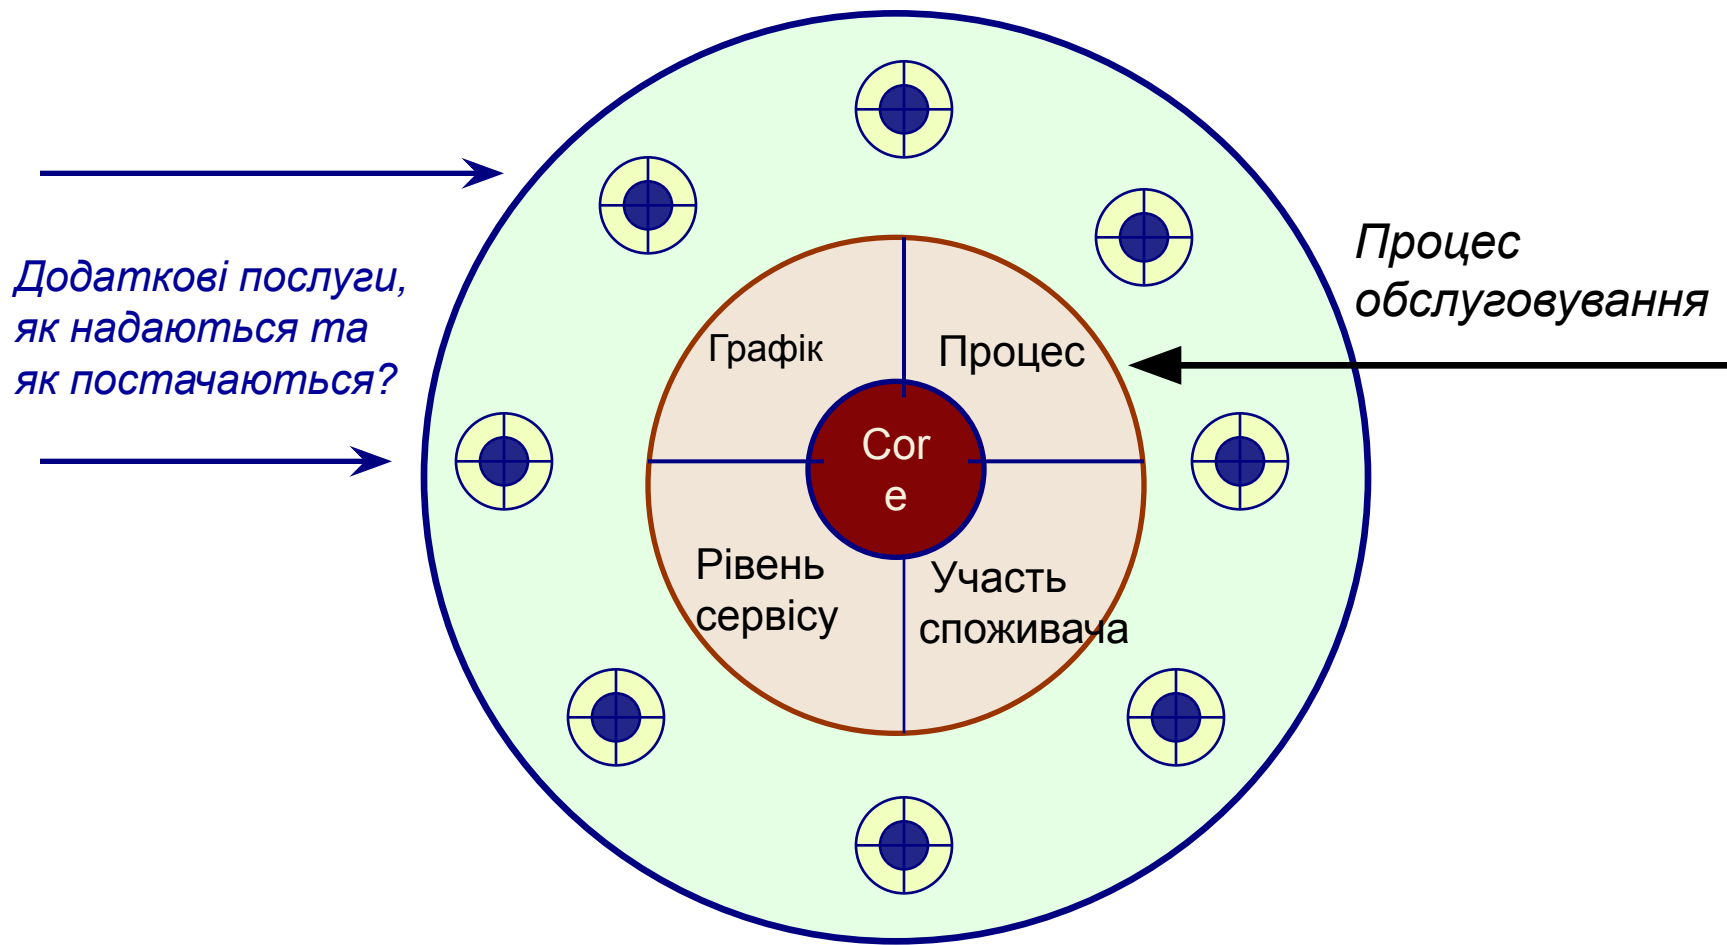 Додаткові послуги,
як надаються та
як постачаються?
Графік
Процес
Cor
e
Рівень
сервісу
Участь
споживача
Процес
обслуговування